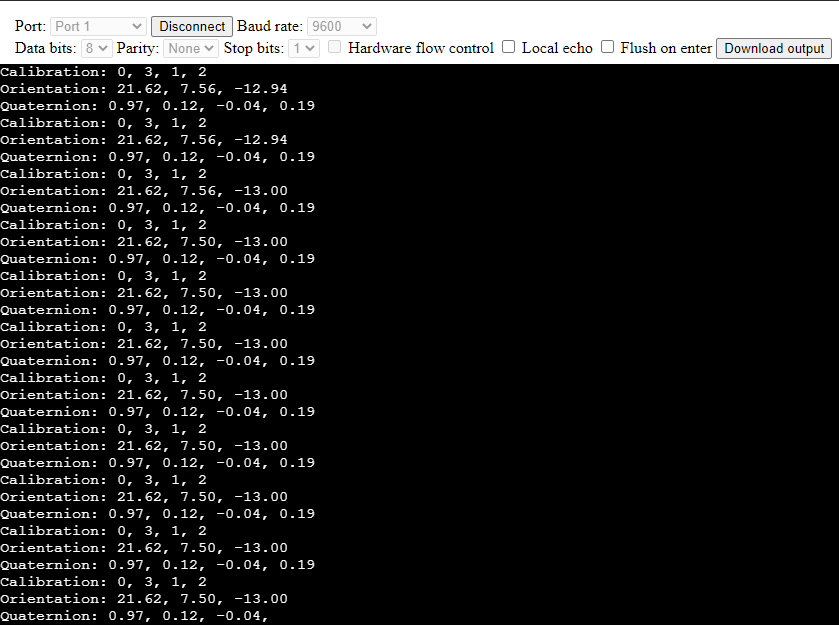 Port: Port 1 Disconnect Baud rate: 9600
Data bits: 8 Parity: None Stop bits: 1 Hardware flow control Local echo Flush on enter Download output
Calibration: 0, 3, 1, 2
Orientation: 21.62, 7.56, -12.94
Quaternion: 0.97, 0.12, -0.04, 0.19
Calibration: 0, 3, 1, 2
Orientation: 21.62, 7.56, -12.94
Quaternion: 0.97, 0.12, -0.04, 0.19
Calibration: 0, 3, 1, 2
Orientation: 21.62, 7.56, -13.00
Quaternion: 0.97, 0.12, -0.04, 0.19
Calibration: 0, 3, 1, 2
Orientation: 21.62, 7.50, -13.00
Quaternion: 0.97, 0.12, -0.04, 0.19
Calibration: 0, 3, 1, 2
Orientation: 21.62, 7.50, -13.00
Quaternion: 0.97, 0.12, -0.04, 0.19
Calibration: 0, 3, 1, 2
Orientation: 21.62, 7.50, -13.00
Quaternion: 0.97, 0.12, -0.04, 0.19
Calibration: 0, 3, 1, 2
Orientation: 21.62, 7.50, -13.00
Quaternion: 0.97, 0.12, -0.04, 0.19
Calibration: 0, 3, 1, 2
Orientation: 21.62, 7.50, -13.00
Quaternion: 0.97, 0.12, -0.04, 0.19
Calibration: 0, 3, 1, 2
Orientation: 21.62, 7.50, -13.00
Quaternion: 0.97, 0.12, -0.04, 0.19
Calibration: 0, 3, 1, 2
Orientation: 21.62, 7.50, -13.00
Quaternion: 0.97, 0.12, -0.04, 0.19
Calibration: 0, 3, 1, 2
Orientation: 21.62, 7.50, -13.00
Quaternion: 0.97, 0.12, -0.04,